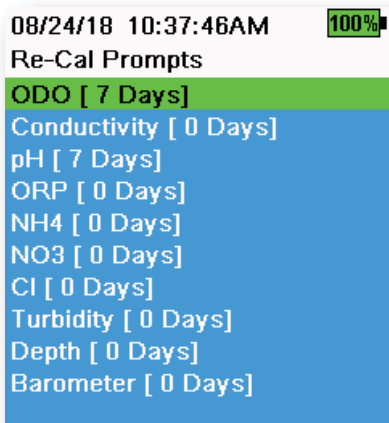 08/24/18 10:37:46AM 100%
Re-Cal Prompts
ODO [ 7 Days]
Conductivity [ 0 Days]
pH [ 7 Days]
ORP [ 0 Days]
NH4 [ 0 Days]
NO3 [ 0 Days]
Cl [ 0 Days]
Turbidity [ 0 Days]
Depth [ 0 Days]
Barometer [ 0 Days]